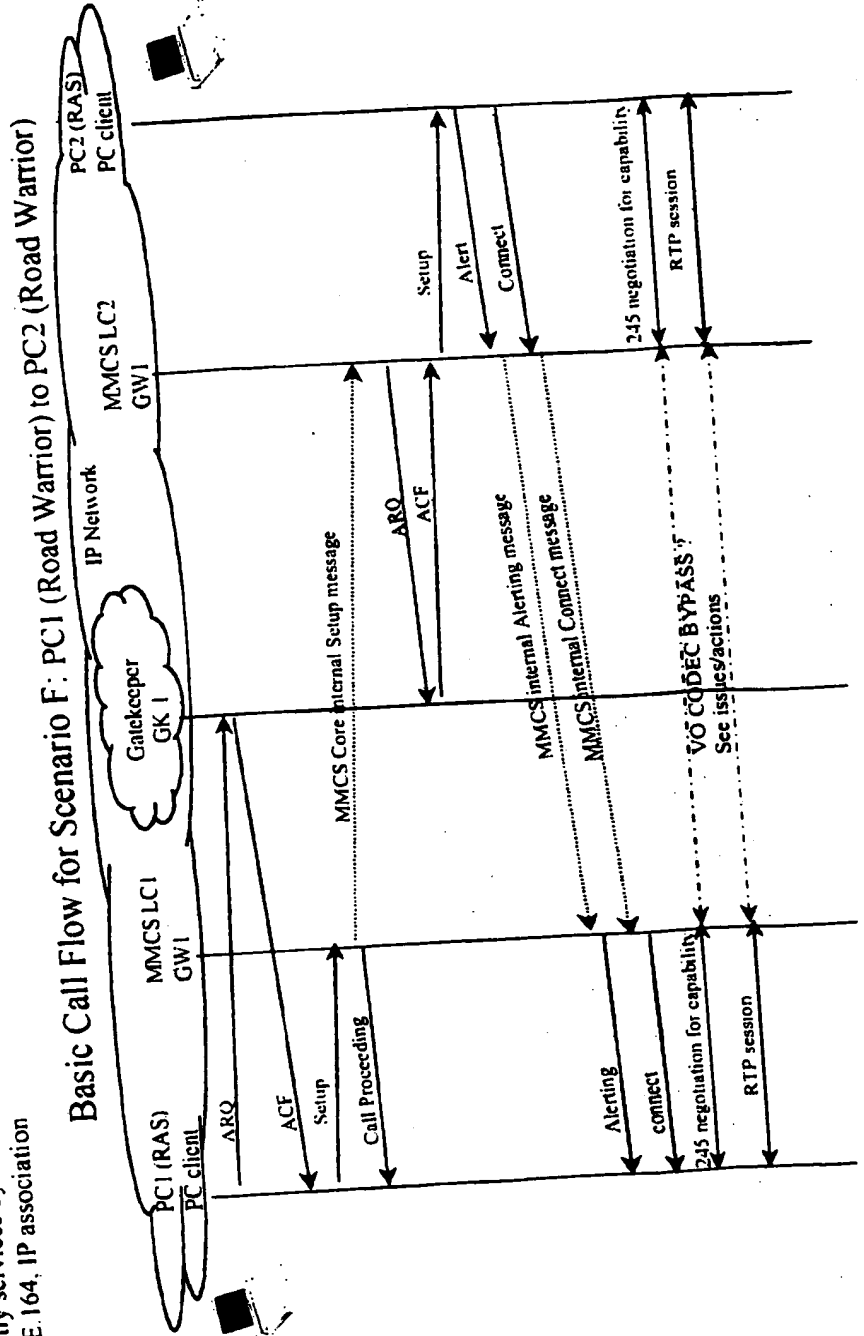 services
E.164, IP association
Basic Call Flow for Scenario F: PC1 (Road Warrior) to PC2 (Road Warrior)
PC1 (RAS)
PC client
MMCS LC1
GW1
Gatekeeper
GK 1
IP Network
MMCS LC2
GW1
PC2 (RAS)
PC client
ARQ
ACF
Setup
Call Proceeding
MMCS Core internal Setup message
ARQ
ACF
Setup
Alert
Connect
MMCS internal Alerting message
MMCS internal Connect message
Alerting
connect
245 negotiation for capability
RTP session
VO CODEC BYPASS ?
See issues/actions
245 negotiation for capability
RTP session